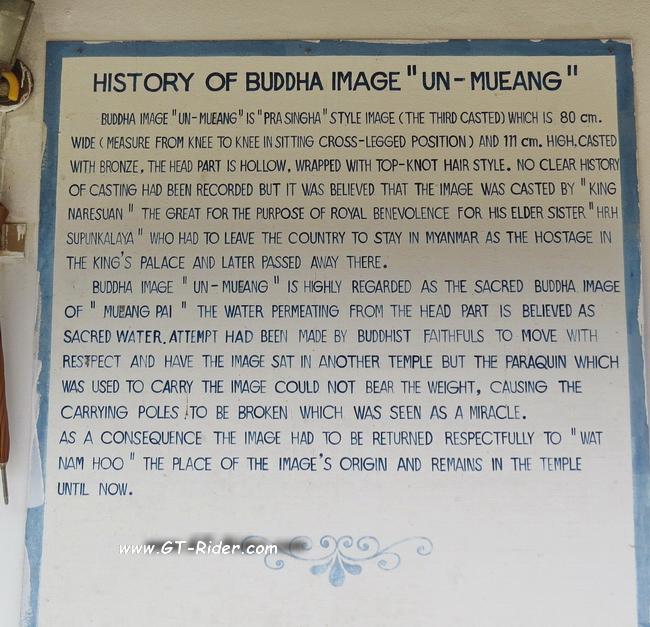 HISTORY OF BUDDHA IMAGE "UN-MUEANG"
BUDDHA IMAGE "UN-MUEANG" IS "PRA SINGHA" STYLE IMAGE (THE THIRD CASTED) WHICH IS 80 cm.
WIDE (MEASURE FROM KNEE TO KNEE IN SITTING CROSS-LEGGED POSITION) AND 111 cm. HIGH, CASTED
WITH BRONZE, THE HEAD PART IS HOLLOW, WRAPPED WITH TOP-KNOT HAIR STYLE. NO CLEAR HISTORY
OF CASTING HAD BEEN RECORDED BUT IT WAS BELIEVED THAT THE IMAGE WAS CASTED BY "KING
NARESUAN" THE GREAT FOR THE PURPOSE OF ROYAL BENEVOLENCE FOR HIS ELDER SISTER "HRH
SUPUNKALAYA" WHO HAD TO LEAVE THE COUNTRY TO STAY IN MYANMAR AS THE HOSTAGE IN
THE KING'S PALACE AND LATER PASSED AWAY THERE.
BUDDHA IMAGE "UN-MUEANG" IS HIGHLY REGARDED AS THE SACRED BUDDHA IMAGE
OF "MUEANG PAI" THE WATER PERMEATING FROM THE HEAD PART IS BELIEVED AS
SACRED WATER. ATTEMPT HAD BEEN MADE BY BUDDHIST FAITHFULS TO MOVE WITH
RESTPECT AND HAVE THE IMAGE SAT IN ANOTHER TEMPLE BUT THE PARAQUIN WHICH
WAS USED TO CARRY THE IMAGE COULD NOT BEAR THE WEIGHT, CAUSING THE
CARRYING POLES TO BE BROKEN WHICH WAS SEEN AS A MIRACLE.
AS A CONSEQUENCE THE IMAGE HAD TO BE RETURNED RESPECTFULLY TO "WAT
NAM HOO" THE PLACE OF THE IMAGE'S ORIGIN AND REMAINS IN THE TEMPLE
UNTIL NOW.
www.GT-Rider.com